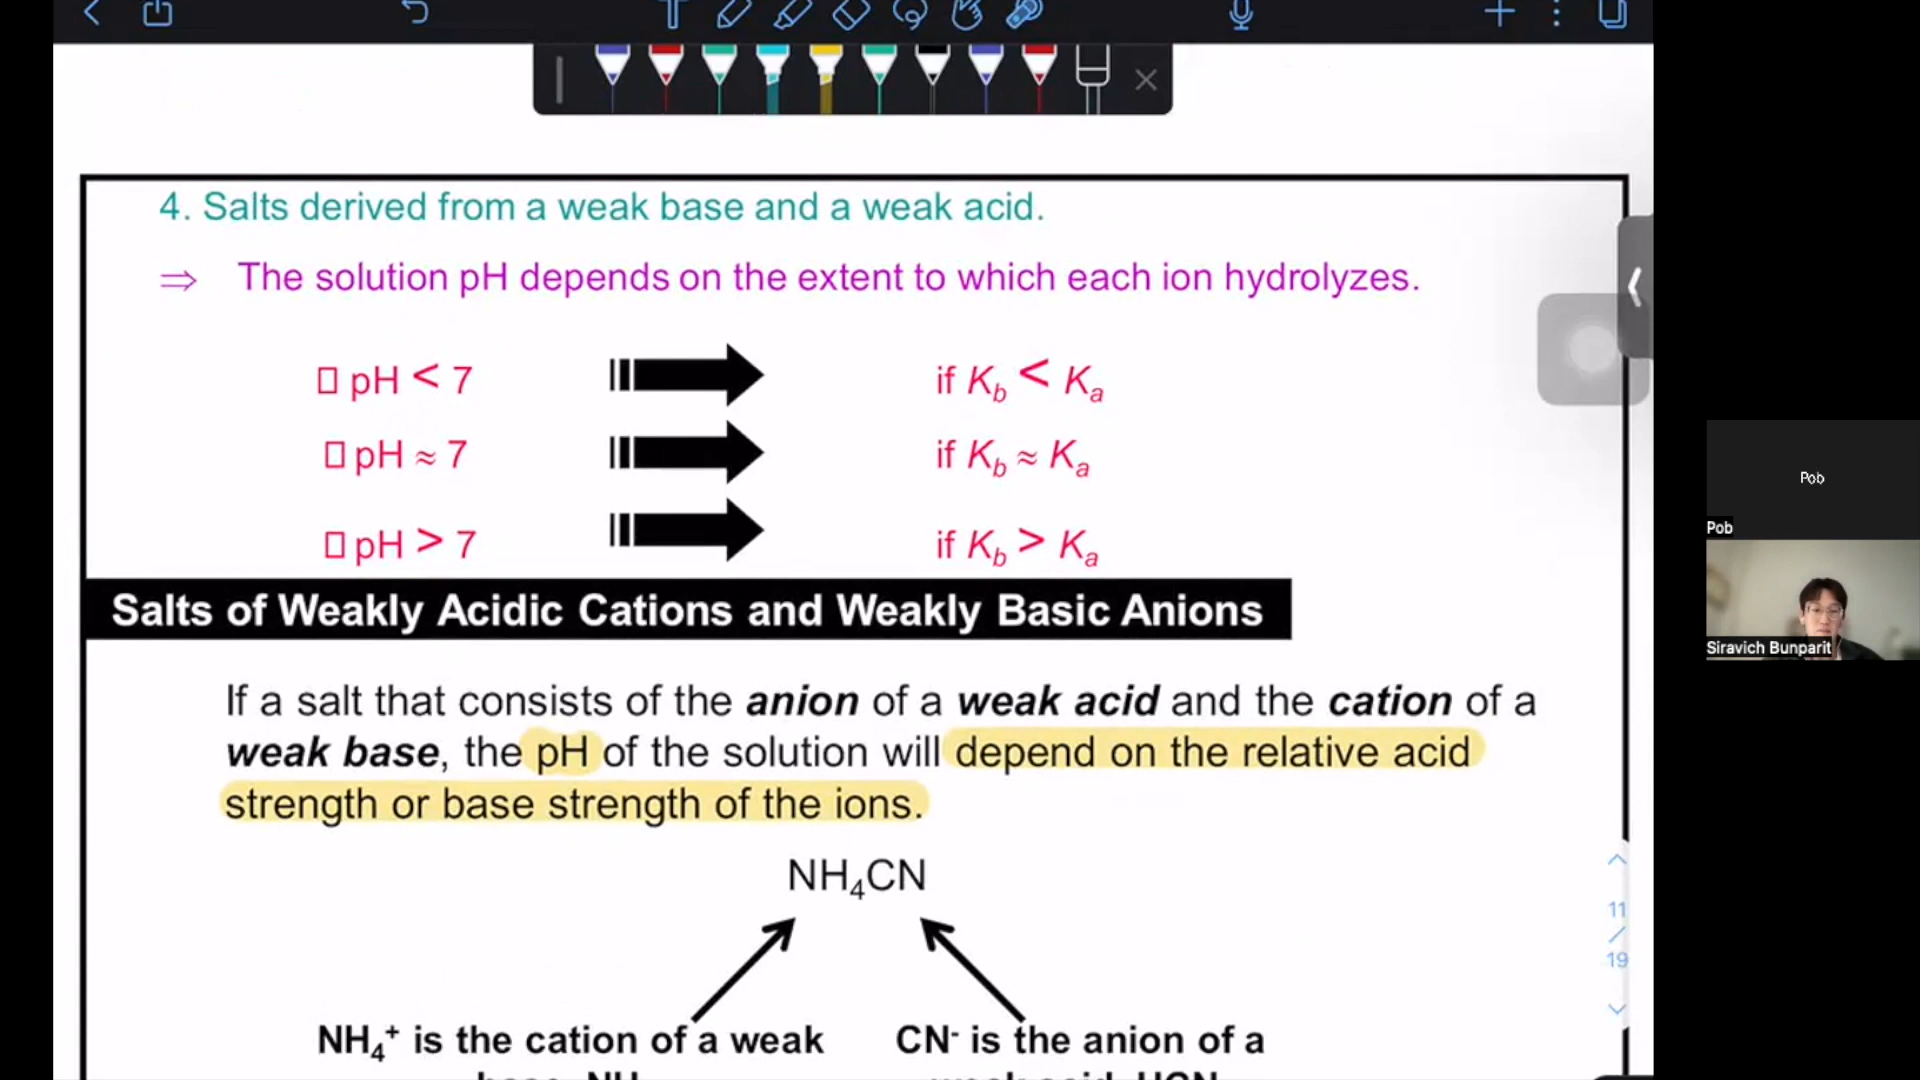 4. Salts derived from a weak base and a weak acid.
⇒ The solution pH depends on the extent to which each ion hydrolyzes.
pH < 7 if Kb < Ka
pH ≈ 7 if Kb ≈ Ka
pH > 7 if Kb > Ka
Salts of Weakly Acidic Cations and Weakly Basic Anions
If a salt that consists of the anion of a weak acid and the cation of a
weak base, the pH of the solution will depend on the relative acid
strength or base strength of the ions.
NH₄CN
NH₄⁺ is the cation of a weak
base, NH
CN⁻ is the anion of a
weak acid, HCN
11
/
19
Pob
Pob
Siravich Bunparit